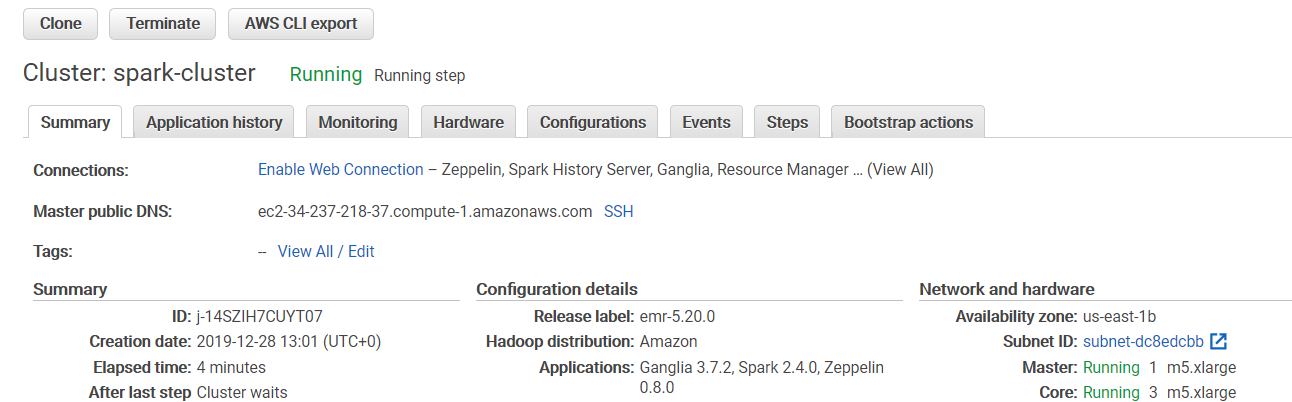 Clone Terminate AWS CLI export
Cluster: spark-cluster Running Running step
Summary Application history Monitoring Hardware Configurations Events Steps Bootstrap actions
Connections: Enable Web Connection – Zeppelin, Spark History Server, Ganglia, Resource Manager ... (View All)
Master public DNS: ec2-34-237-218-37.compute-1.amazonaws.com SSH
Tags: -- View All / Edit
Summary
ID: j-14SZIH7CUYT07
Creation date: 2019-12-28 13:01 (UTC+0)
Elapsed time: 4 minutes
After last step Cluster waits
Configuration details
Release label: emr-5.20.0
Hadoop distribution: Amazon
Applications: Ganglia 3.7.2, Spark 2.4.0, Zeppelin
0.8.0
Network and hardware
Availability zone: us-east-1b
Subnet ID: subnet-dc8edcbb
Master: Running 1 m5.xlarge
Core: Running 3 m5.xlarge